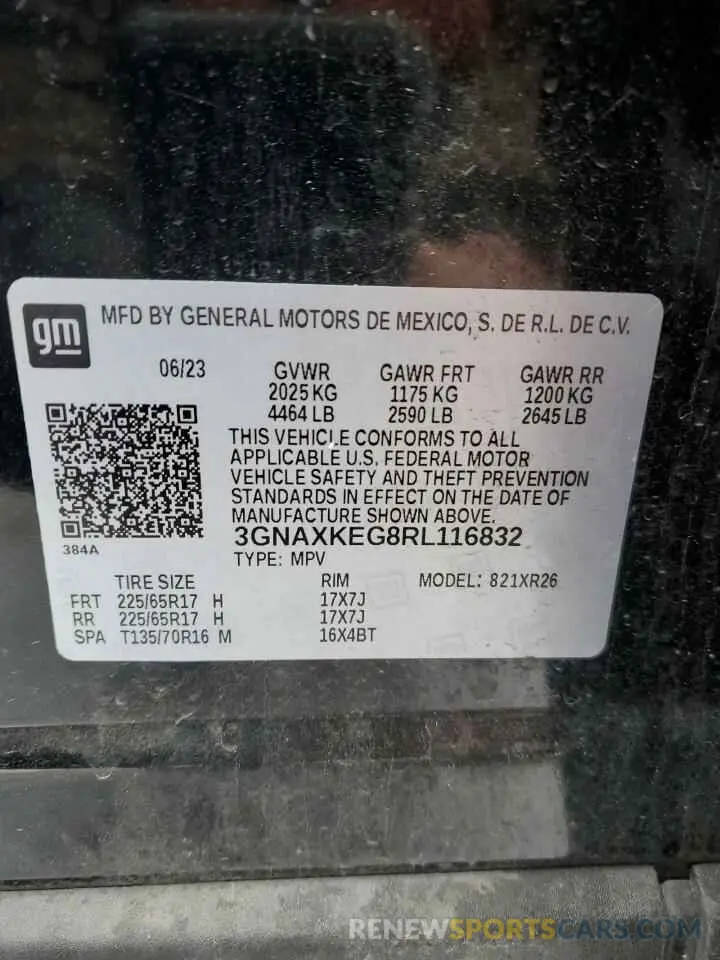 gm
MFD BY GENERAL MOTORS DE MEXICO, S. DE R.L. DE C.V.
06/23 GVWR GAWR FRT GAWR RR
2025 KG 1175 KG 1200 KG
4464 LB 2590 LB 2645 LB
THIS VEHICLE CONFORMS TO ALL
APPLICABLE U.S. FEDERAL MOTOR
VEHICLE SAFETY AND THEFT PREVENTION
STANDARDS IN EFFECT ON THE DATE OF
MANUFACTURE SHOWN ABOVE.
384A
3GNAXKEG8RL116832
TYPE: MPV
TIRE SIZE RIM MODEL: 821XR26
FRT 225/65R17 H 17X7J
RR 225/65R17 H 17X7J
SPA T135/70R16 M 16X4BT
RENEWSPORTSCARS.COM